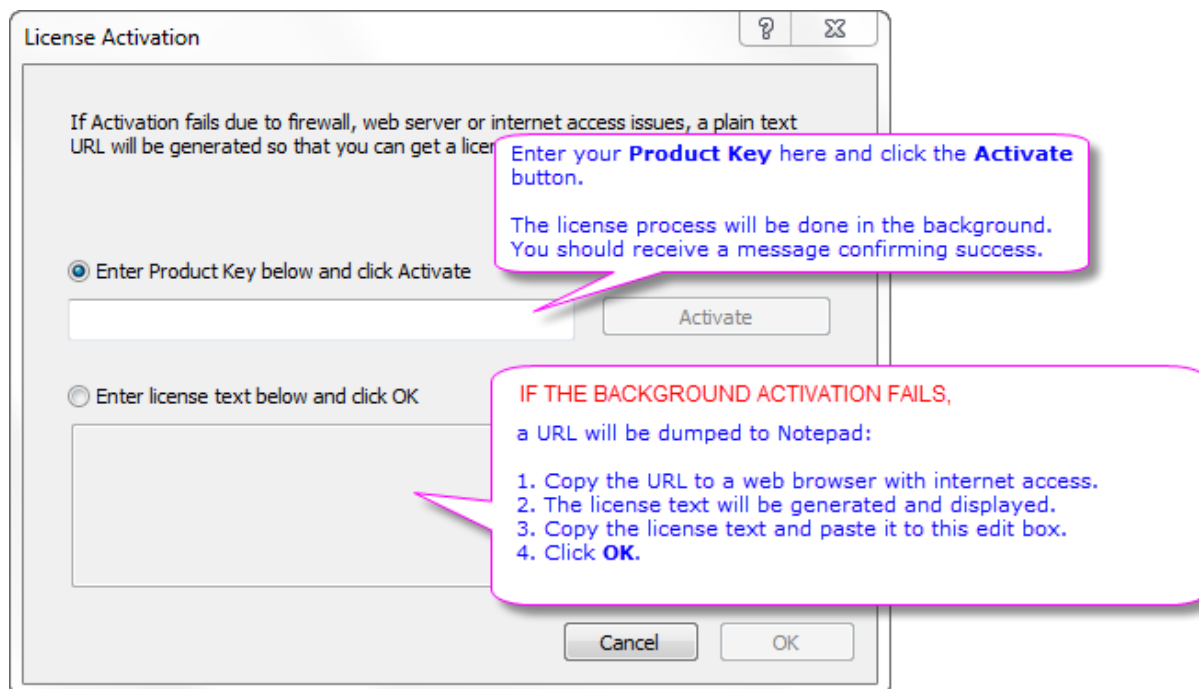 License Activation
If Activation fails due to firewall, web server or internet access issues, a plain text
URL will be generated so that you can get a licen
Enter your Product Key here and click the Activate
button.
The license process will be done in the background.
You should receive a message confirming success.
Enter Product Key below and click Activate
Activate
Enter license text below and click OK
IF THE BACKGROUND ACTIVATION FAILS,
a URL will be dumped to Notepad:
1. Copy the URL to a web browser with internet access.
2. The license text will be generated and displayed.
3. Copy the license text and paste it to this edit box.
4. Click OK.
Cancel
OK